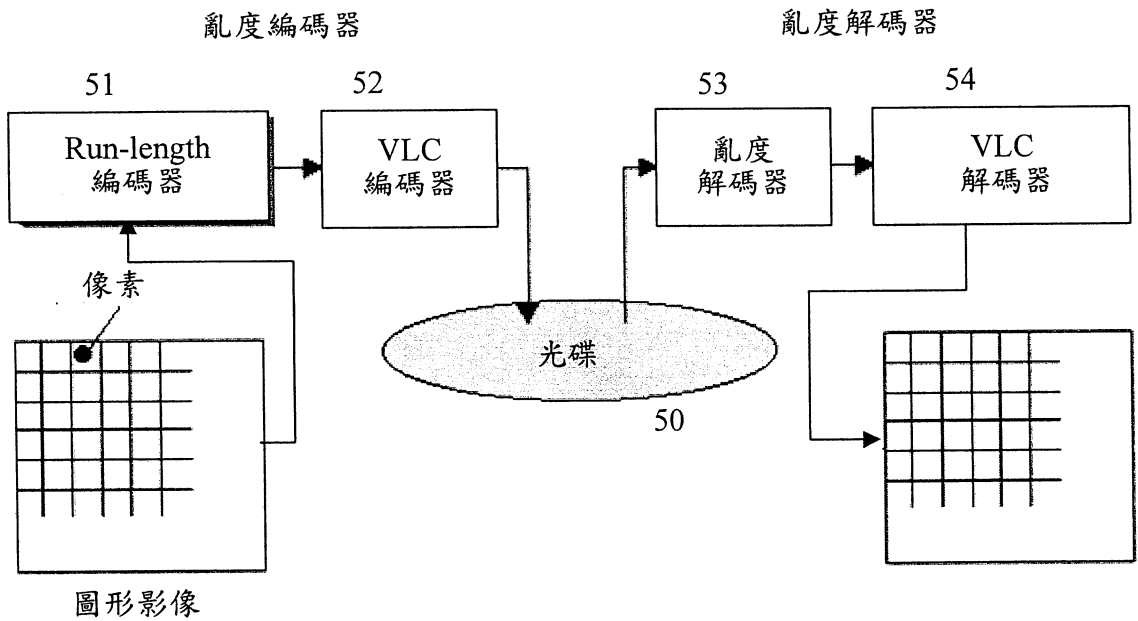 亂度編碼器
亂度解碼器
51
52
53
54
Run-length
編碼器
VLC
編碼器
亂度
解碼器
VLC
解碼器
像素
光碟
50
圖形影像